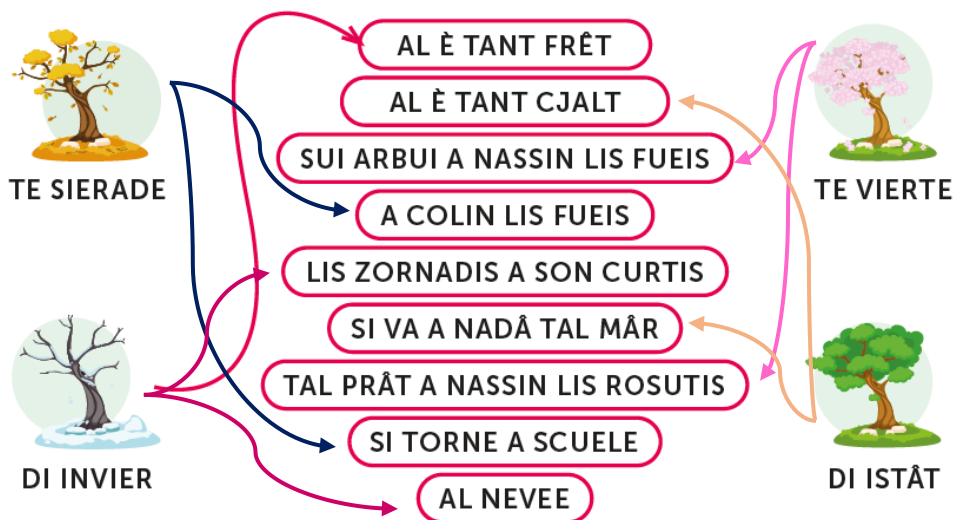 AL È TANT FRÊT
AL È TANT CJALT
SUI ARBUI A NASSIN LIS FUEIS
TE SIERADE
TE VIERTE
A COLIN LIS FUEIS
LIS ZORNADIS A SON CURTIS
SI VA A NADÂ TAL MÂR
TAL PRÂT A NASSIN LIS ROSUTIS
SI TORNE A SCUELE
DI INVIER
DI ISTÂT
AL NEVEE